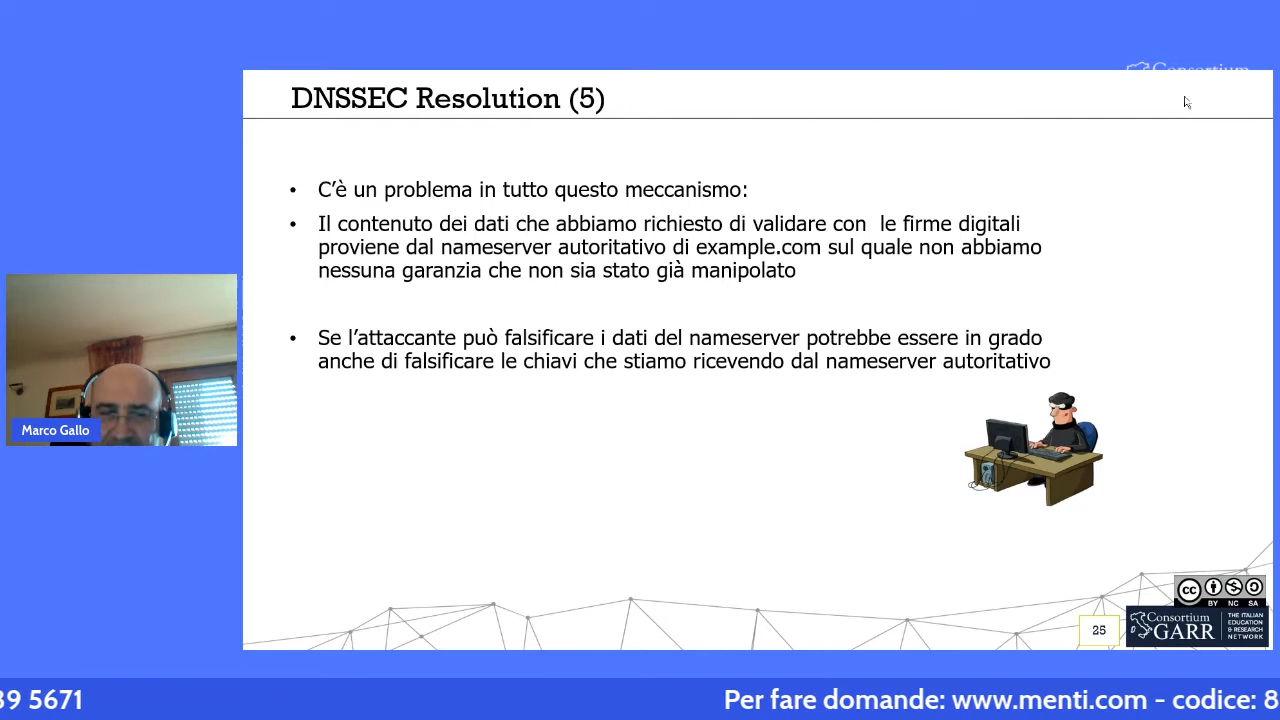 Consortium
DNSSEC Resolution (5)
• C’è un problema in tutto questo meccanismo:
• Il contenuto dei dati che abbiamo richiesto di validare con le firme digitali
proviene dal nameserver autoritativo di example.com sul quale non abbiamo
nessuna garanzia che non sia stato già manipolato
• Se l’attaccante può falsificare i dati del nameserver potrebbe essere in grado
anche di falsificare le chiavi che stiamo ricevendo dal nameserver autoritativo
Marco Gallo
cc
BY NC SA
25
Consortium
GARR
THE ITALIAN
EDUCATION
& RESEARCH
NETWORK
39 5671
Per fare domande: www.menti.com - codice: 8